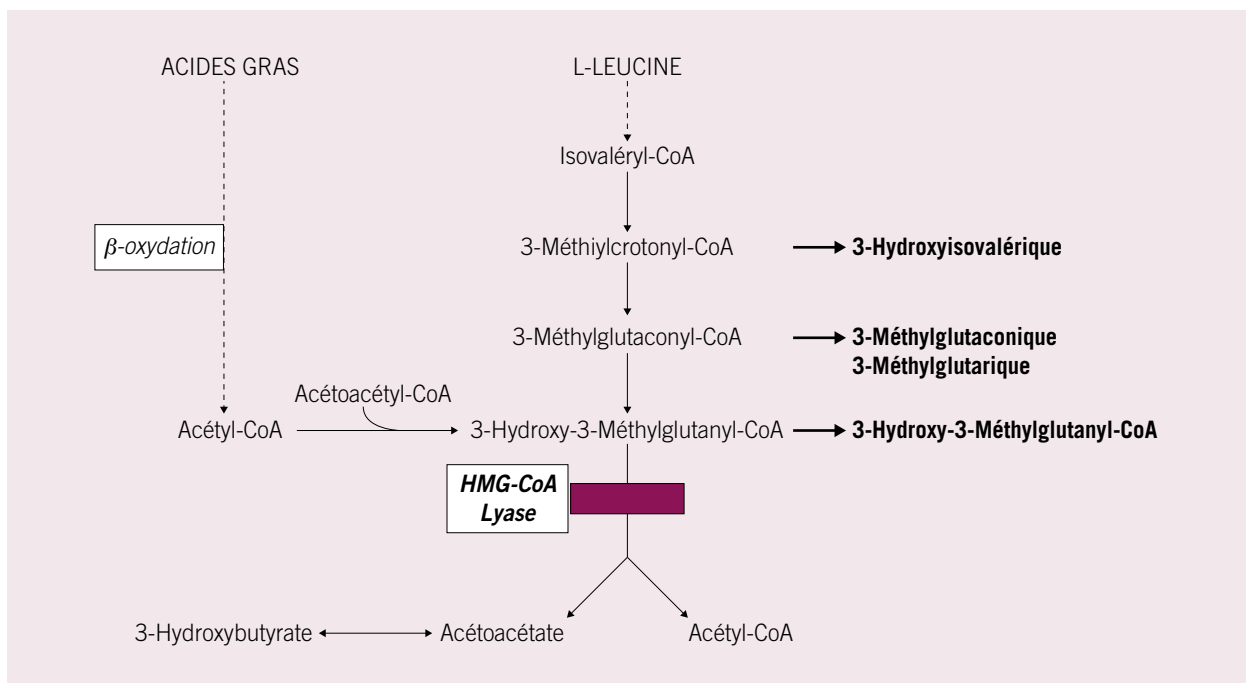 ACIDES GRAS
L-LEUCINE
Isovaléryl-CoA
β-oxydation
3-Méthiylcrotonyl-CoA
3-Hydroxyisovalérique
3-Méthylglutaconyl-CoA
3-Méthylglutaconique
3-Méthylglutarique
Acétoacétyl-CoA
Acétyl-CoA
3-Hydroxy-3-Méthylglutanyl-CoA
3-Hydroxy-3-Méthylglutanyl-CoA
HMG-CoA
Lyase
3-Hydroxybutyrate
Acétoacétate
Acétyl-CoA